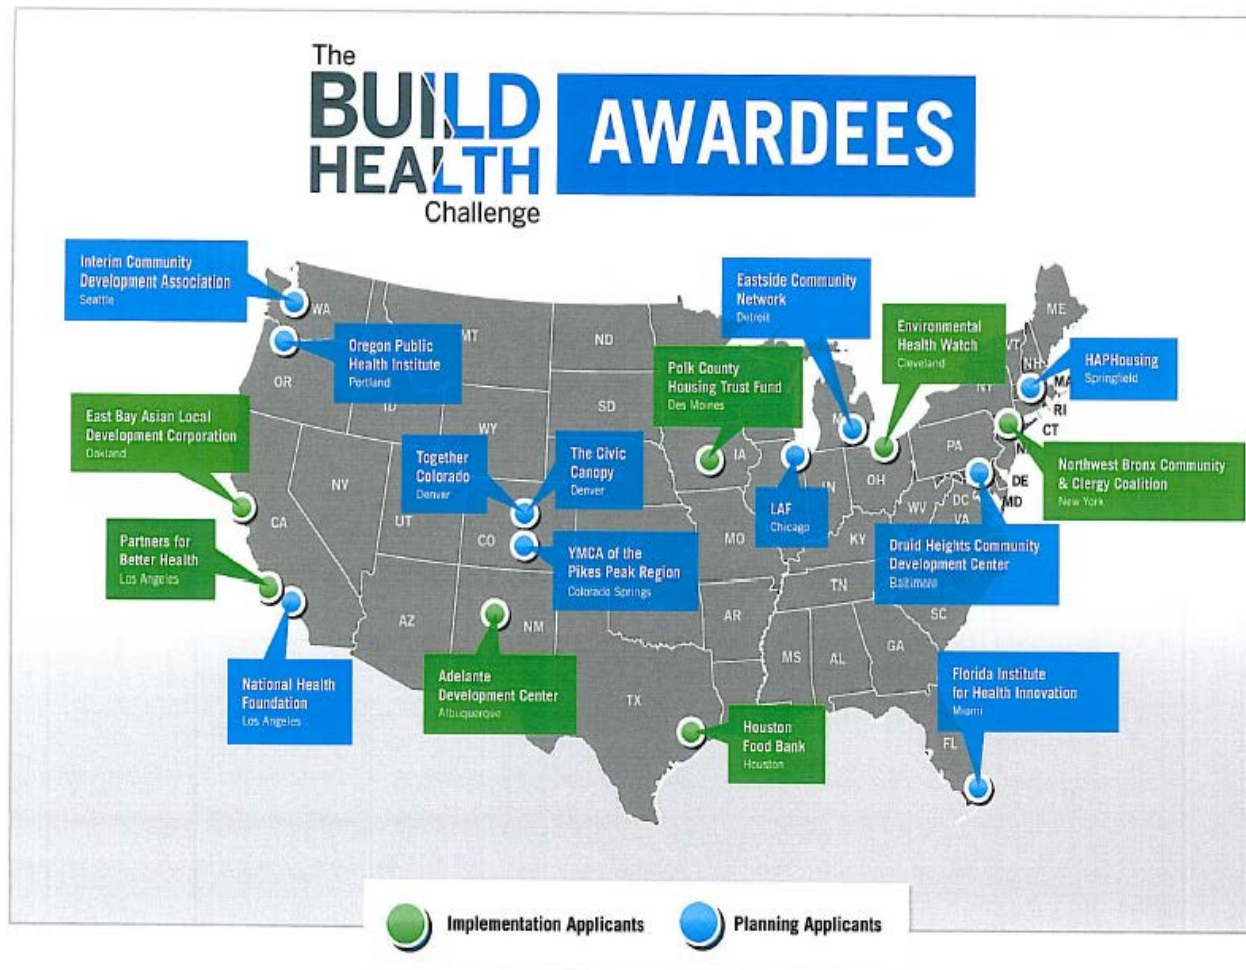 The
BUILD
HEALTH
Challenge
AWARDEES
Interim Community
Development Association
Seattle
WA
Oregon Public
Health Institute
Portland
OR
MT
ID
ND
SD
WY
East Bay Asian Local
Development Corporation
Oakland
Polk County
Housing Trust Fund
Des Moines
IA
Eastside Community
Network
Detroit
Environmental
Health Watch
Cleveland
ME
VT
NH
NY
HAPHousing
Springfield
MA
RI
CT
PA
Northwest Bronx Community
& Clergy Coalition
New York
DE
MD
DC
Together
Colorado
Denver
The Civic
Canopy
Denver
LAF
Chicago
IN
OH
WV
VA
KY
NV
UT
CA
CO
MO
YMCA of the
Pikes Peak Region
Colorado Springs
Druid Heights Community
Development Center
Baltimore
Partners for
Better Health
Los Angeles
TN
AZ
NM
AR
SC
MS
AL
GA
National Health
Foundation
Los Angeles
Adelante
Development Center
Albuquerque
TX
Houston
Food Bank
Houston
Florida Institute
for Health Innovation
Miami
FL
Implementation Applicants
Planning Applicants